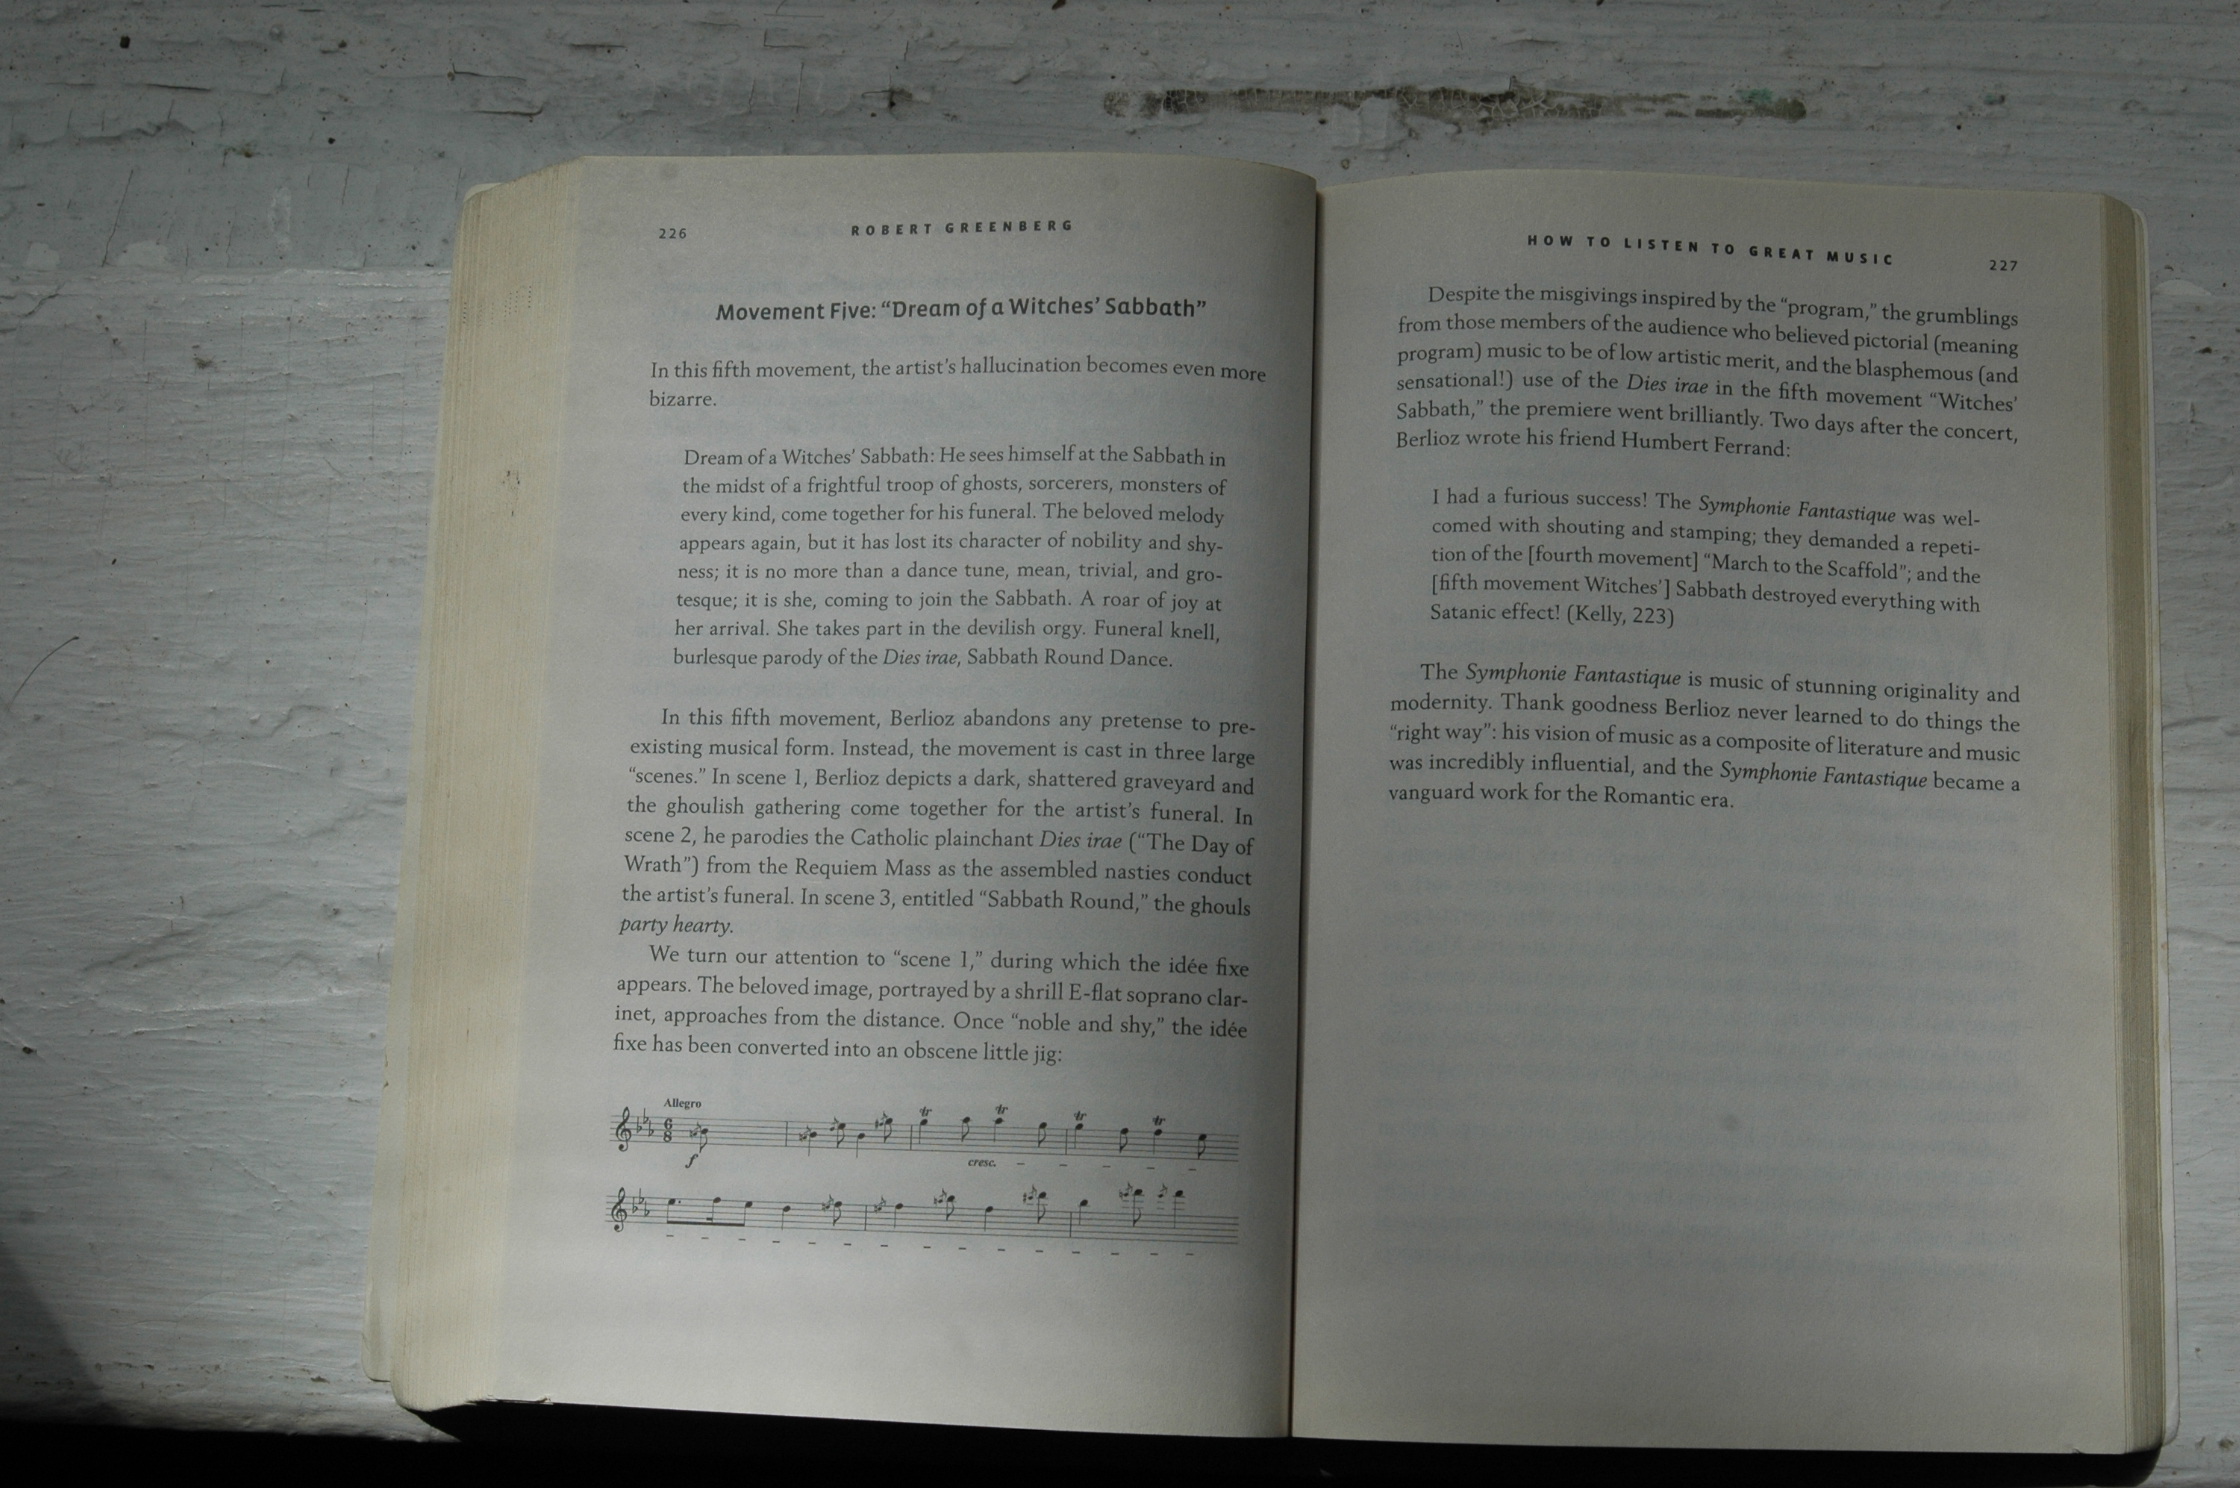 226
ROBERT GREENBERG
Movement Five: “Dream of a Witches’ Sabbath”
In this fifth movement, the artist’s hallucination becomes even more
bizarre.
Dream of a Witches’ Sabbath: He sees himself at the Sabbath in
the midst of a frightful troop of ghosts, sorcerers, monsters of
every kind, come together for his funeral. The beloved melody
appears again, but it has lost its character of nobility and shy-
ness; it is no more than a dance tune, mean, trivial, and gro-
tesque; it is she, coming to join the Sabbath. A roar of joy at
her arrival. She takes part in the devilish orgy. Funeral knell,
burlesque parody of the Dies irae, Sabbath Round Dance.
In this fifth movement, Berlioz abandons any pretense to pre-
existing musical form. Instead, the movement is cast in three large
“scenes.” In scene 1, Berlioz depicts a dark, shattered graveyard and
the ghoulish gathering come together for the artist’s funeral. In
scene 2, he parodies the Catholic plainchant Dies irae (“The Day of
Wrath”) from the Requiem Mass as the assembled nasties conduct
the artist’s funeral. In scene 3, entitled “Sabbath Round,” the ghouls
party hearty.
We turn our attention to “scene 1,” during which the idée fixe
appears. The beloved image, portrayed by a shrill E-flat soprano clar-
inet, approaches from the distance. Once “noble and shy,” the idée
fixe has been converted into an obscene little jig:
Allegro
6
8
tr tr tr tr
f
cresc.
HOW TO LISTEN TO GREAT MUSIC
227
Despite the misgivings inspired by the “program,” the grumblings
from those members of the audience who believed pictorial (meaning
program) music to be of low artistic merit, and the blasphemous (and
sensational!) use of the Dies irae in the fifth movement “Witches’
Sabbath,” the premiere went brilliantly. Two days after the concert,
Berlioz wrote his friend Humbert Ferrand:
I had a furious success! The Symphonie Fantastique was wel-
comed with shouting and stamping; they demanded a repeti-
tion of the [fourth movement] “March to the Scaffold”; and the
[fifth movement Witches’] Sabbath destroyed everything with
Satanic effect! (Kelly, 223)
The Symphonie Fantastique is music of stunning originality and
modernity. Thank goodness Berlioz never learned to do things the
“right way”: his vision of music as a composite of literature and music
was incredibly influential, and the Symphonie Fantastique became a
vanguard work for the Romantic era.